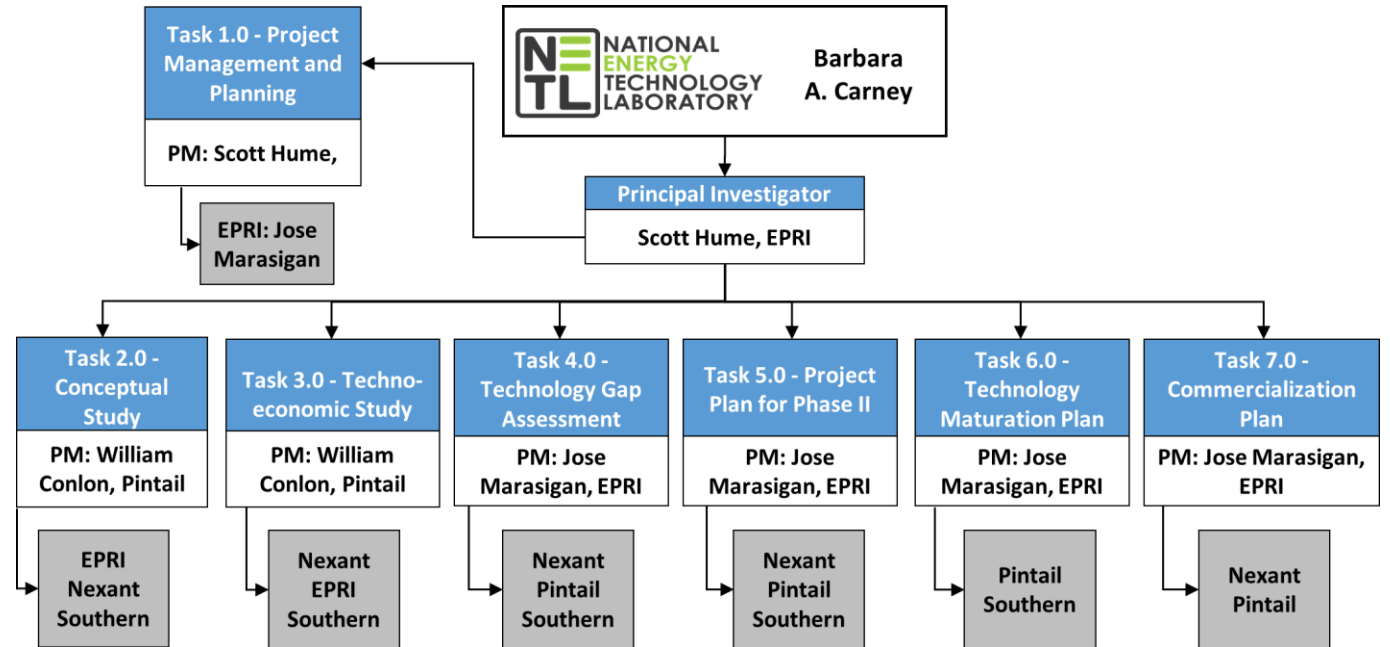 Task 1.0 - Project
Management and
Planning
PM: Scott Hume,
EPRI: Jose
Marasigan
NETL
NATIONAL
ENERGY
TECHNOLOGY
LABORATORY
Barbara
A. Carney
Principal Investigator
Scott Hume, EPRI
Task 2.0 -
Conceptual
Study
PM: William
Conlon, Pintail
EPRI
Nexant
Southern
Task 3.0 - Techno-
economic Study
PM: William
Conlon, Pintail
Nexant
EPRI
Southern
Task 4.0 -
Technology Gap
Assessment
PM: Jose
Marasigan, EPRI
Nexant
Pintail
Southern
Task 5.0 - Project
Plan for Phase II
PM: Jose
Marasigan, EPRI
Nexant
Pintail
Southern
Task 6.0 -
Technology
Maturation Plan
PM: Jose
Marasigan, EPRI
Pintail
Southern
Task 7.0 -
Commercialization
Plan
PM: Jose Marasigan,
EPRI
Nexant
Pintail